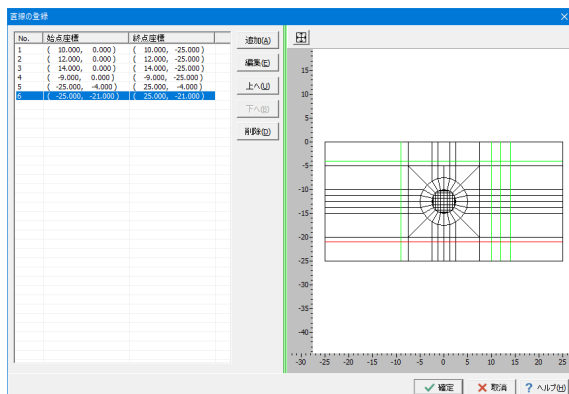 直線の登録
No. 始点座標 終点座標
1 ( 10.000, 0.000 ) ( 10.000, -25.000 )
2 ( 12.000, 0.000 ) ( 12.000, -25.000 )
3 ( 14.000, 0.000 ) ( 14.000, -25.000 )
4 ( -9.000, 0.000 ) ( -9.000, -25.000 )
5 ( -25.000, -4.000 ) ( 25.000, -4.000 )
6 ( -25.000, -21.000 ) ( 25.000, -21.000 )
追加(A)
編集(E)
上へ(U)
下へ(B)
削除(D)
15
10
5
0
-5
-10
-15
-20
-25
-30
-35
-40
-30 -25 -20 -15 -10 -5 0 5 10 15 20 25
確定 取消 ? ヘルプ(H)